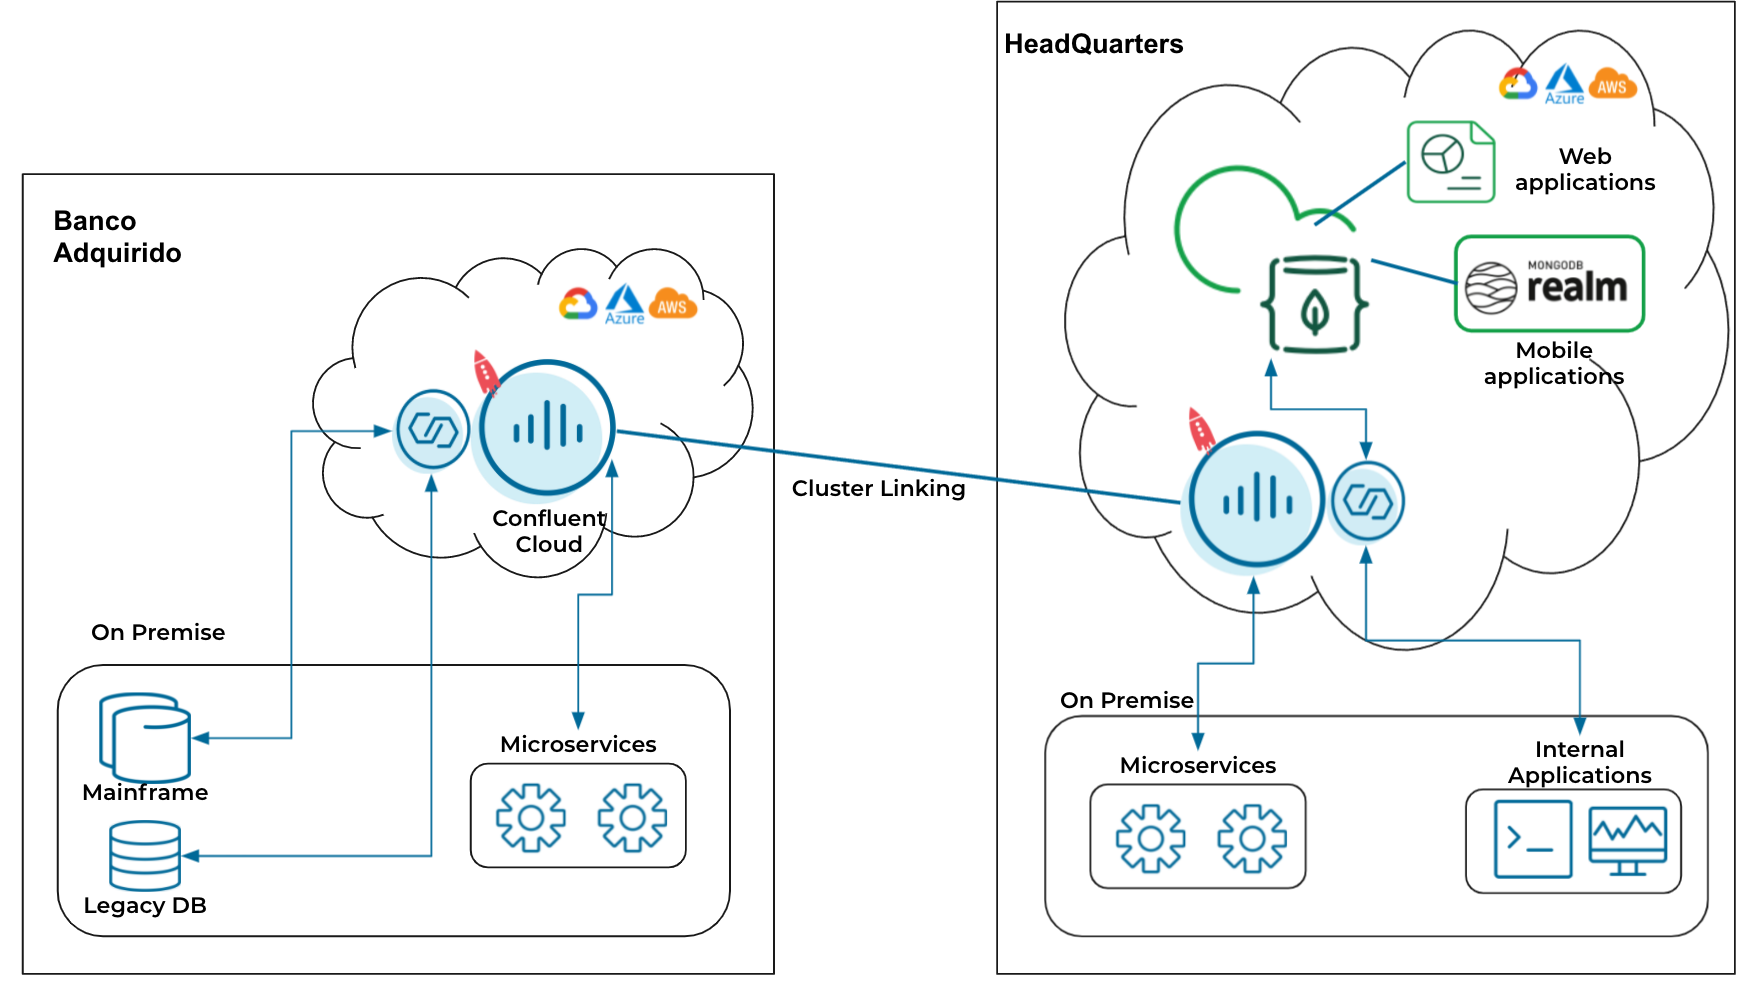 HeadQuarters
Azure
AWS
Web
applications
MONGODB
realm
Mobile
applications
Banco
Adquirido
Azure
AWS
Confluent
Cloud
Cluster Linking
On Premise
Mainframe
Legacy DB
Microservices
On Premise
Microservices
Internal
Applications